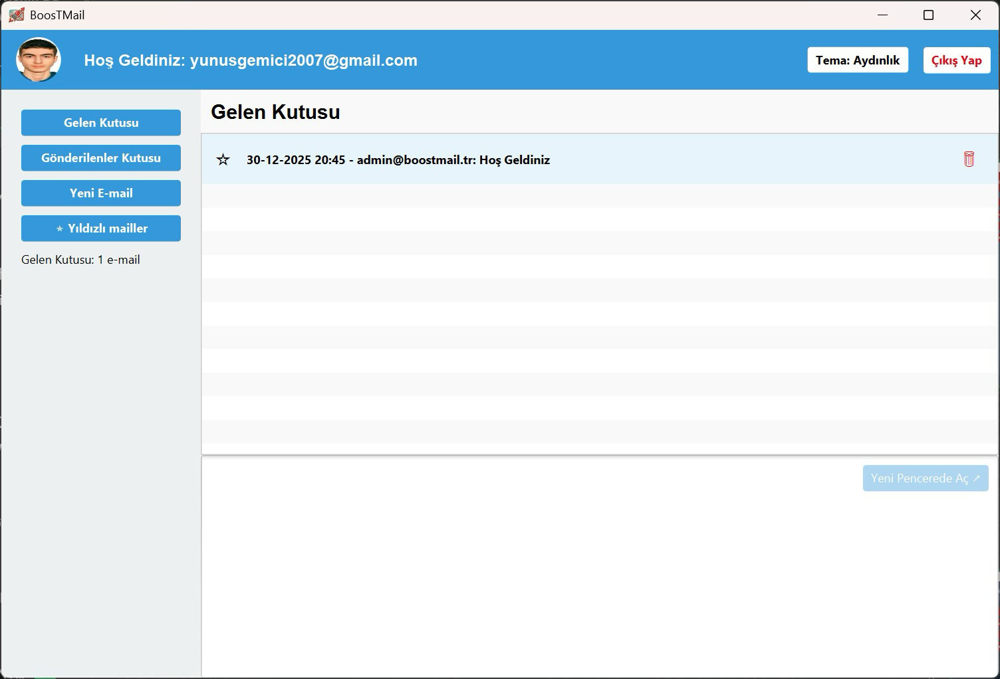 BoosTMail
Hoş Geldiniz: yunusgemici2007@gmail.com
Tema: Aydınlık
Çıkış Yap
Gelen Kutusu
Gönderilenler Kutusu
Yeni E-mail
⭐ Yıldızlı mailler
Gelen Kutusu: 1 e-mail
Gelen Kutusu
☆ 30-12-2025 20:45 - admin@boostmail.tr: Hoş Geldiniz
Yeni Pencerede Aç ↗